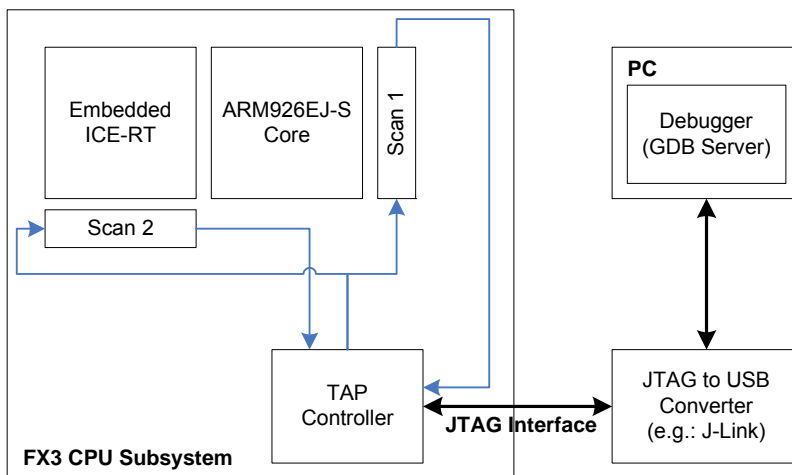 Embedded
ICE-RT
ARM926EJ-S
Core
Scan 1
Scan 2
TAP
Controller
FX3 CPU Subsystem
JTAG Interface
PC
Debugger
(GDB Server)
JTAG to USB
Converter
(e.g.: J-Link)